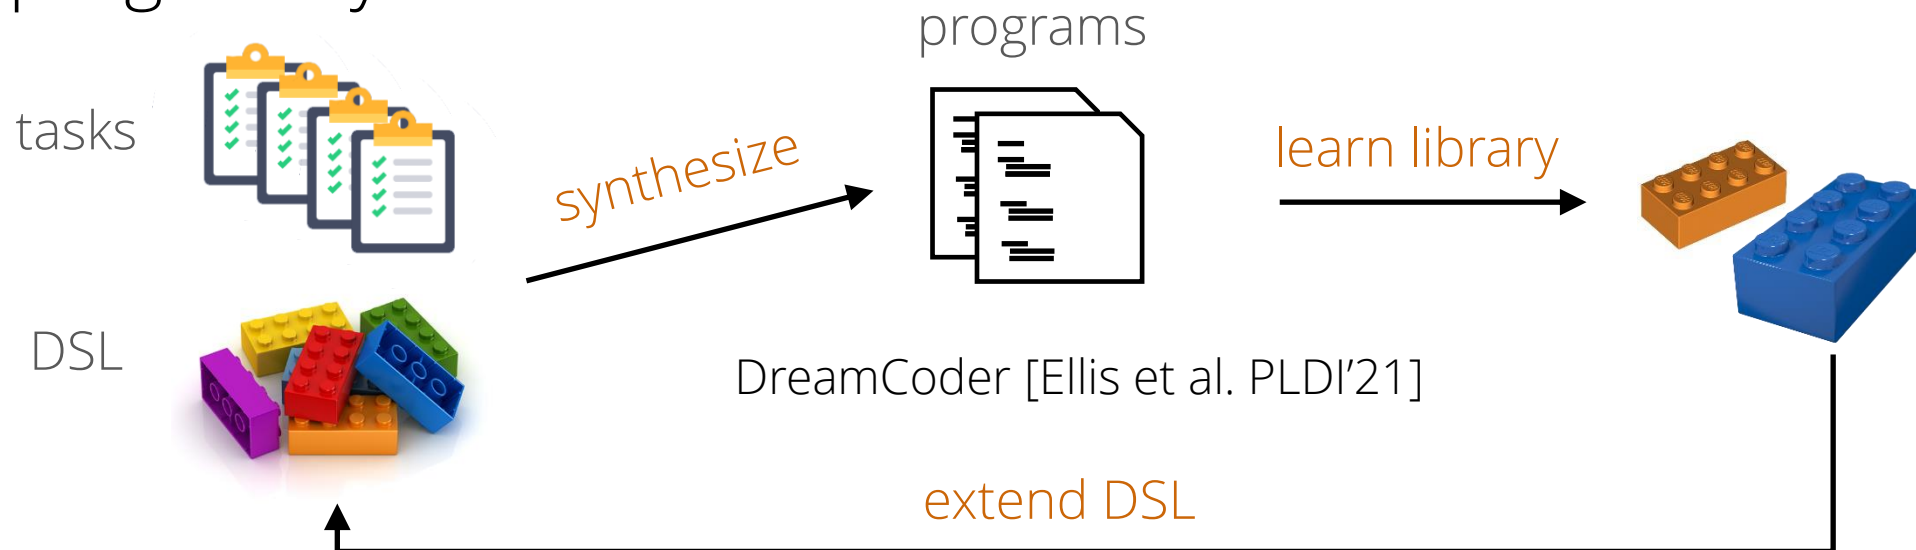 programs
tasks
synthesize
learn library
DSL
DreamCoder [Ellis et al. PLDI’21]
extend DSL